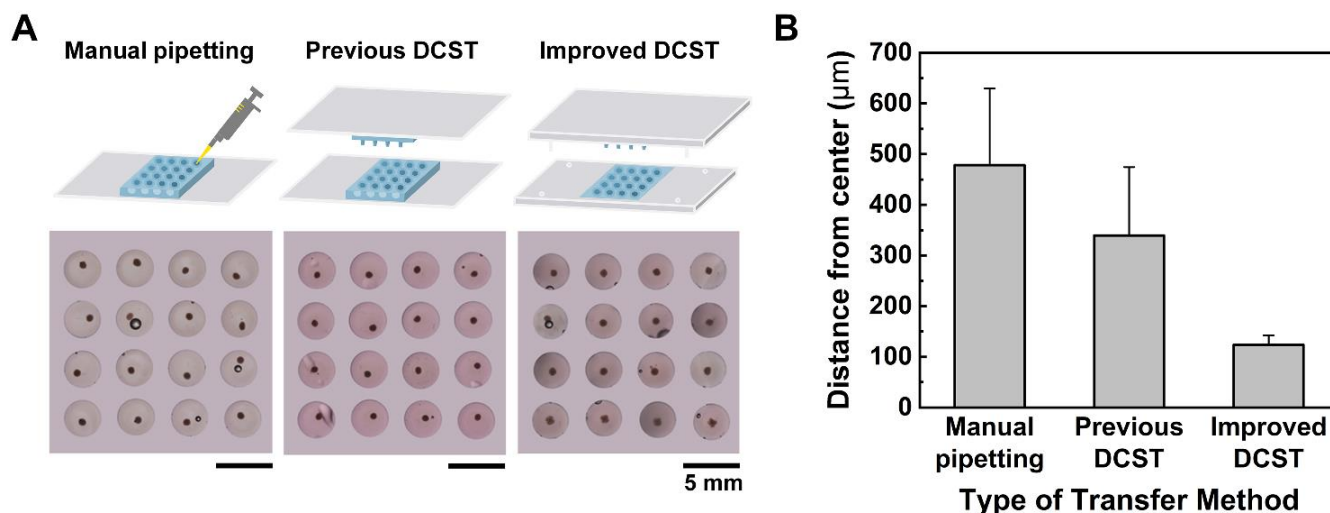 A
Manual pipetting
Previous DCST
Improved DCST
5 mm
B
Distance from center (μm)
700
600
500
400
300
200
100
0
Manual
pipetting
Previous
DCST
Improved
DCST
Type of Transfer Method